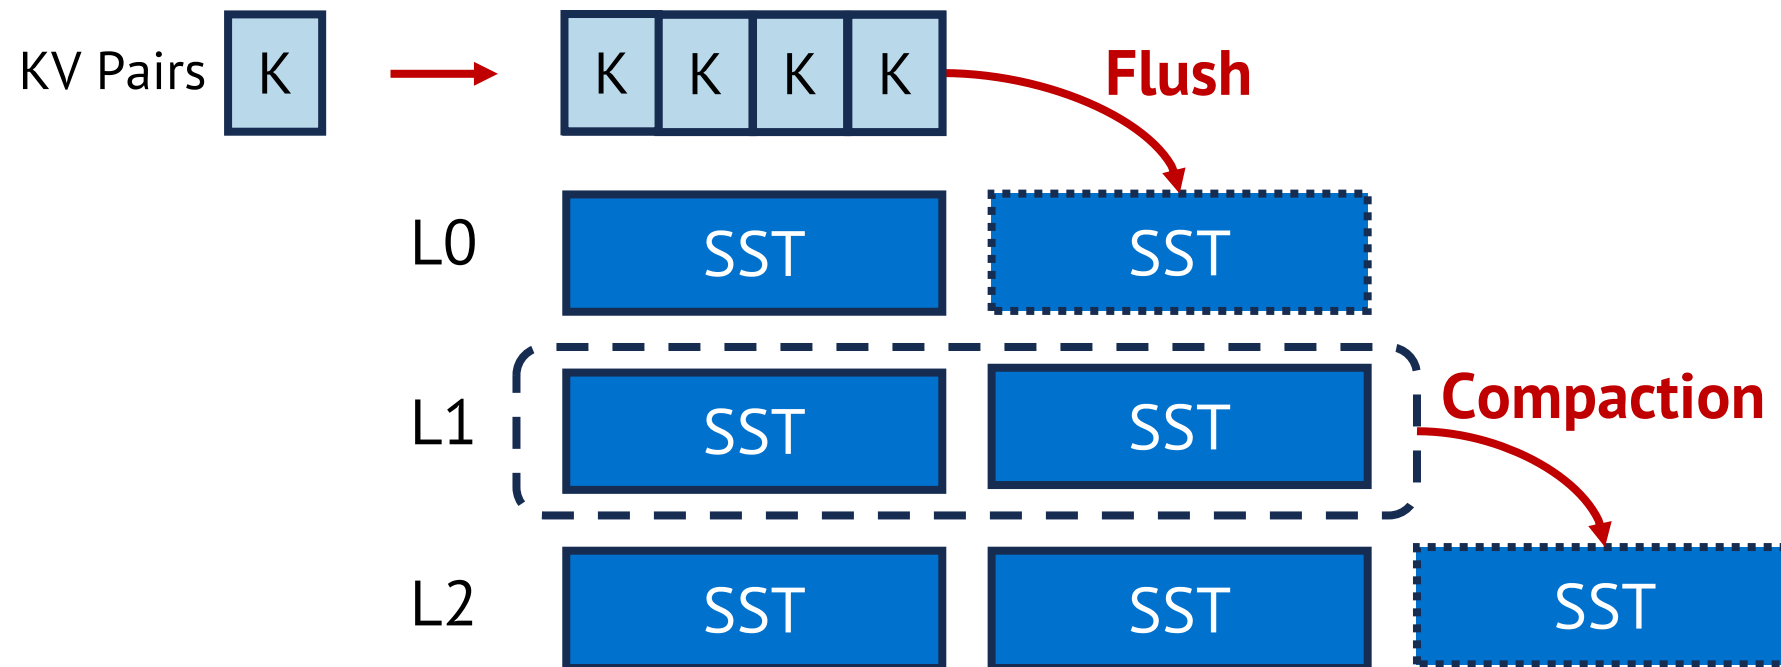 KV Pairs K K K K K Flush
L0 SST SST
L1 SST SST Compaction
L2 SST SST SST